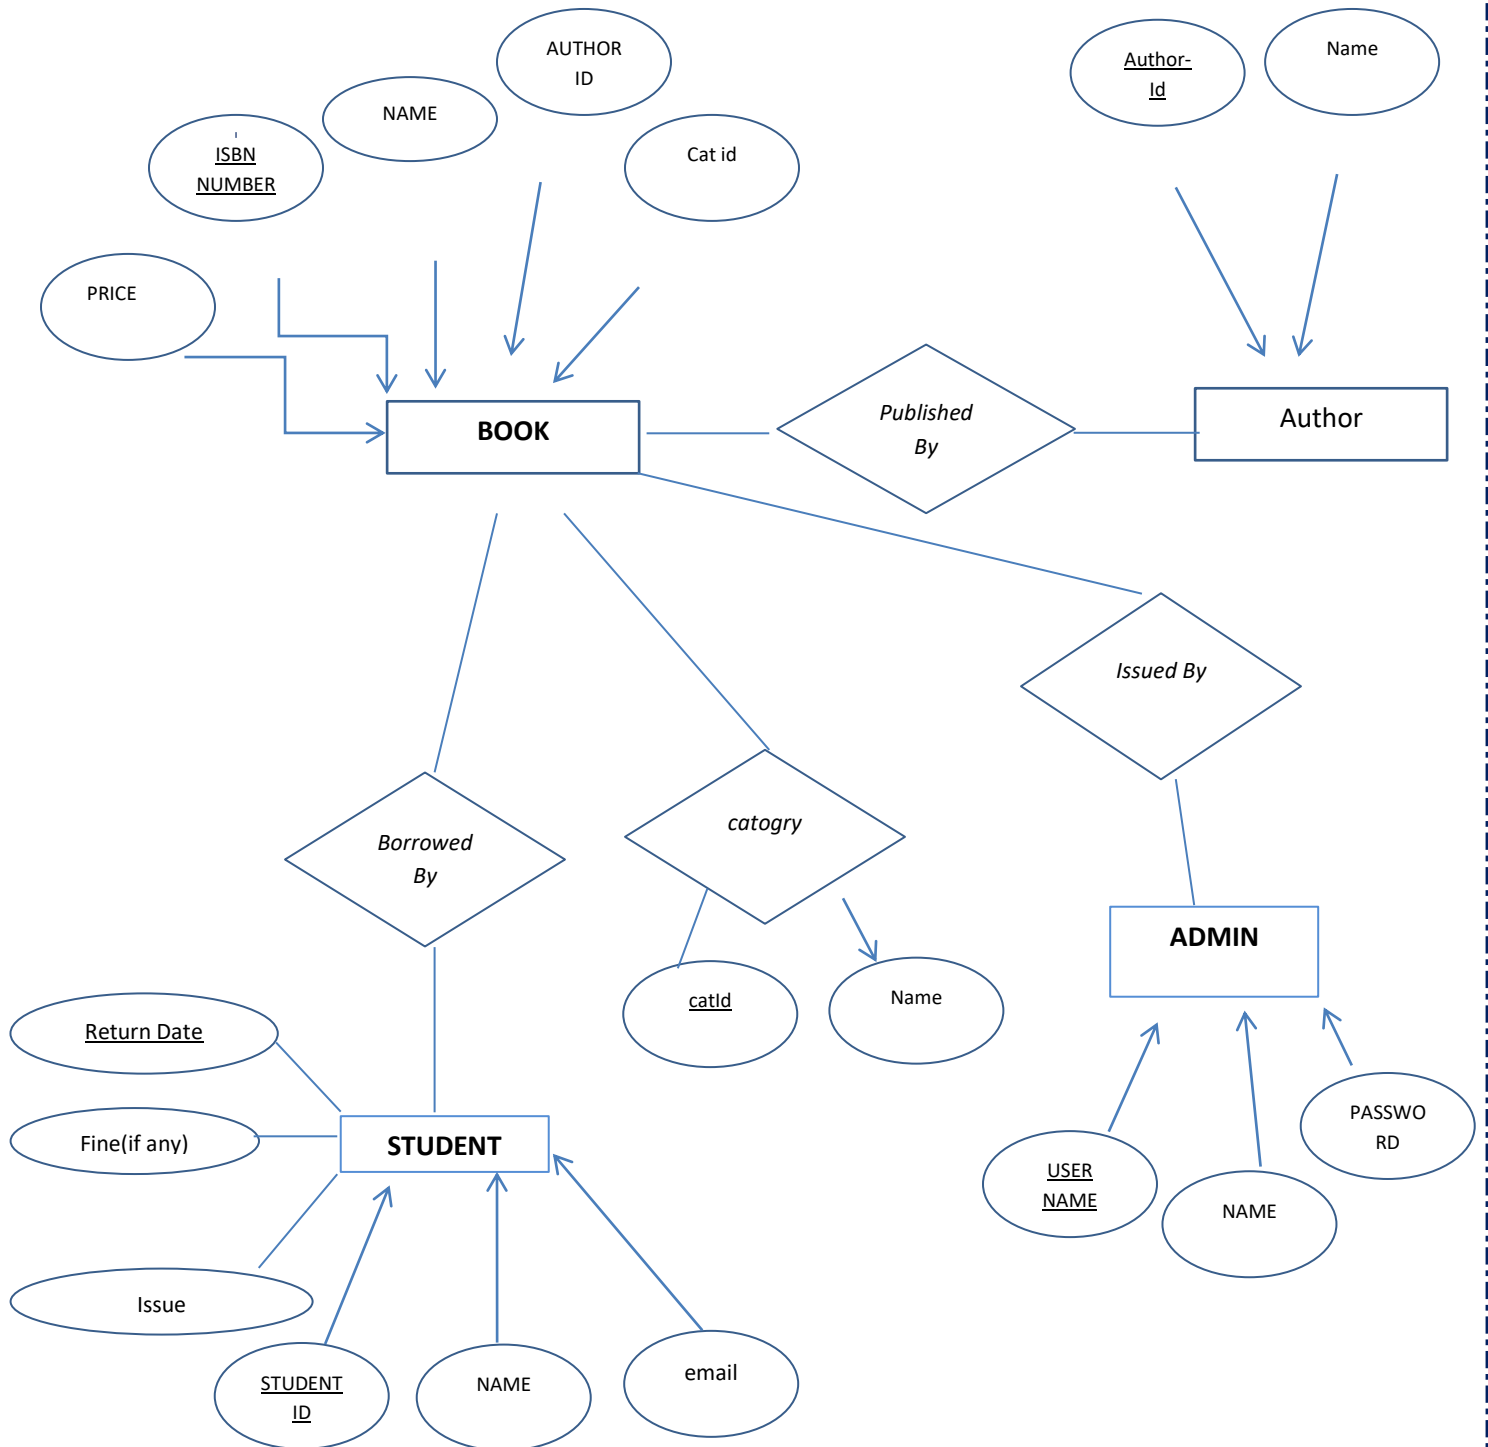 AUTHOR
ID
Author-
Id
Name
NAME
ISBN
NUMBER
Cat id
PRICE
BOOK
Published
By
Author
Issued By
Borrowed
By
catogry
ADMIN
catId
Name
Return Date
Fine(if any)
STUDENT
PASSWO
RD
USER
NAME
NAME
Issue
STUDENT
ID
NAME
email